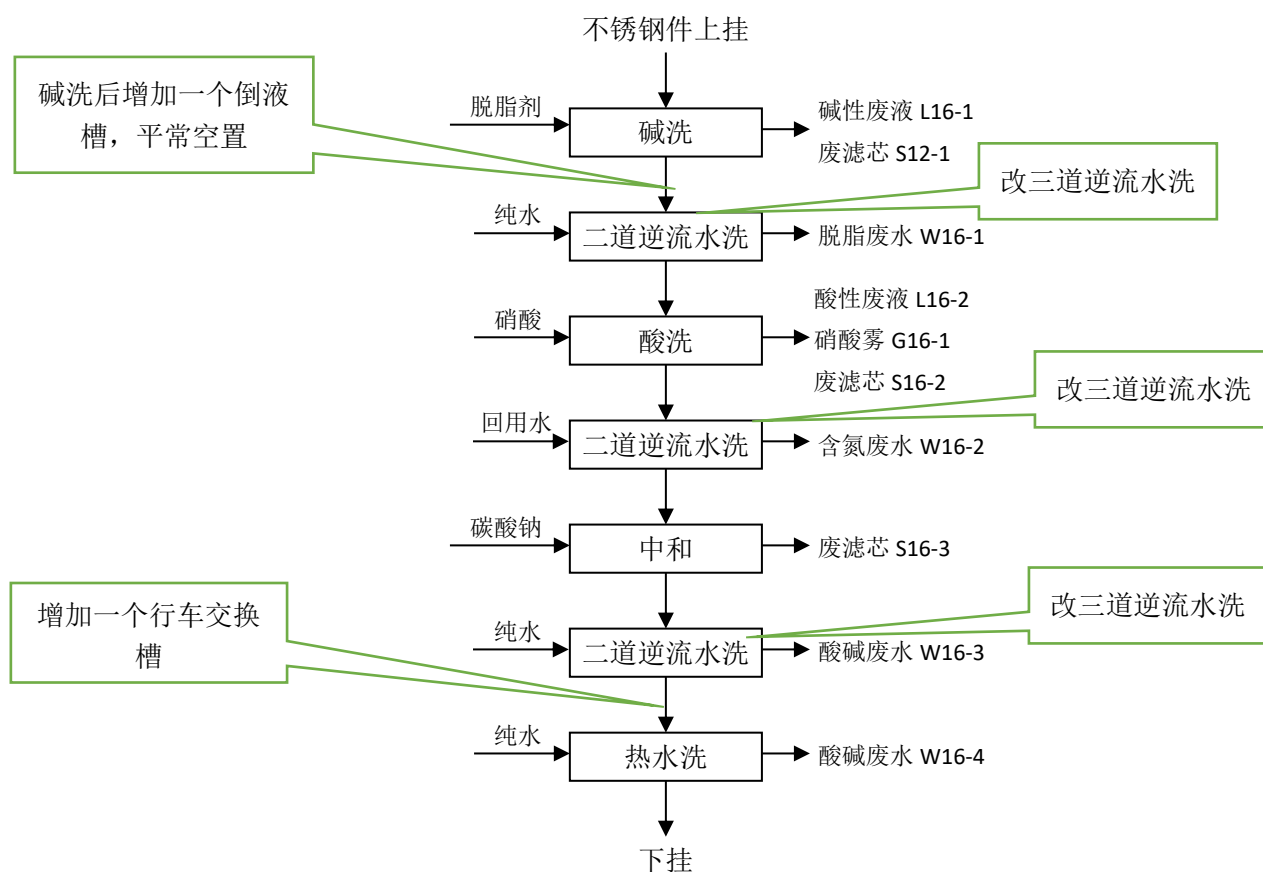 不锈钢件上挂
碱洗后增加一个倒液
槽，平常空置
脱脂剂
碱洗
碱性废液 L16-1
废滤芯 S12-1
改三道逆流水洗
纯水
二道逆流水洗
脱脂废水 W16-1
硝酸
酸洗
酸性废液 L16-2
硝酸雾 G16-1
废滤芯 S16-2
改三道逆流水洗
回用水
二道逆流水洗
含氮废水 W16-2
碳酸钠
中和
废滤芯 S16-3
改三道逆流水洗
增加一个行车交换
槽
纯水
二道逆流水洗
酸碱废水 W16-3
纯水
热水洗
酸碱废水 W16-4
下挂